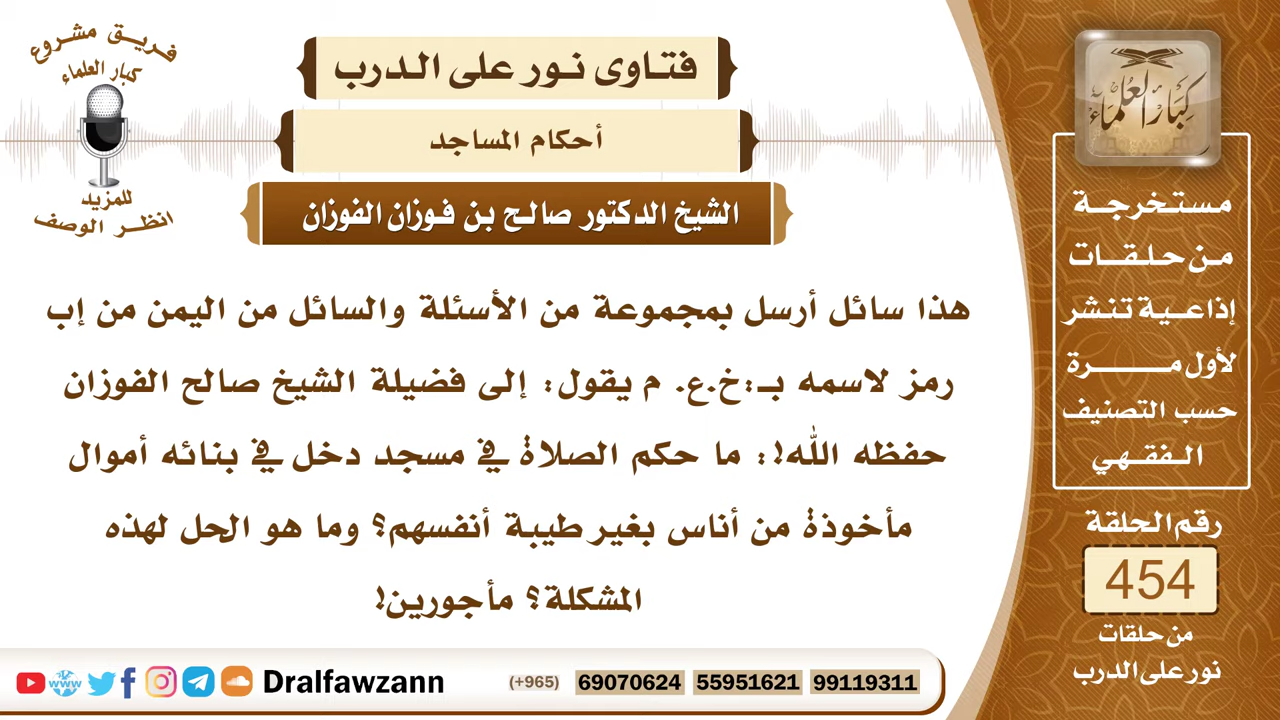 فريق مشروع
كبار العلماء
للمزيد
انظر الوصف
فتاوى نور على الدرب
أحكام المساجد
الشيخ الدكتور صالح بن فوزان الفوزان
هذا سائل أرسل بمجموعة من الأسئلة والسائل من اليمن من إب
رمز لاسمه بـ:خ.ع. م يقول: إلى فضيلة الشيخ صالح الفوزان
حفظه الله!: ما حكم الصلاة في مسجد دخل في بنائه أموال
مأخوذة من أناس بغير طيبة أنفسهم؟ وما هو الحل لهذه
المشكلة؟ مأجورين!
كبار العلماء
مستخرجة
من حلقات
إذاعية تنشر
لأول مرة
حسب التصنيف
الفقهي
رقم الحلقة
454
من حلقات
نور على الدرب
www
Dralfawzann
(+965) 69070624 55951621 99119311